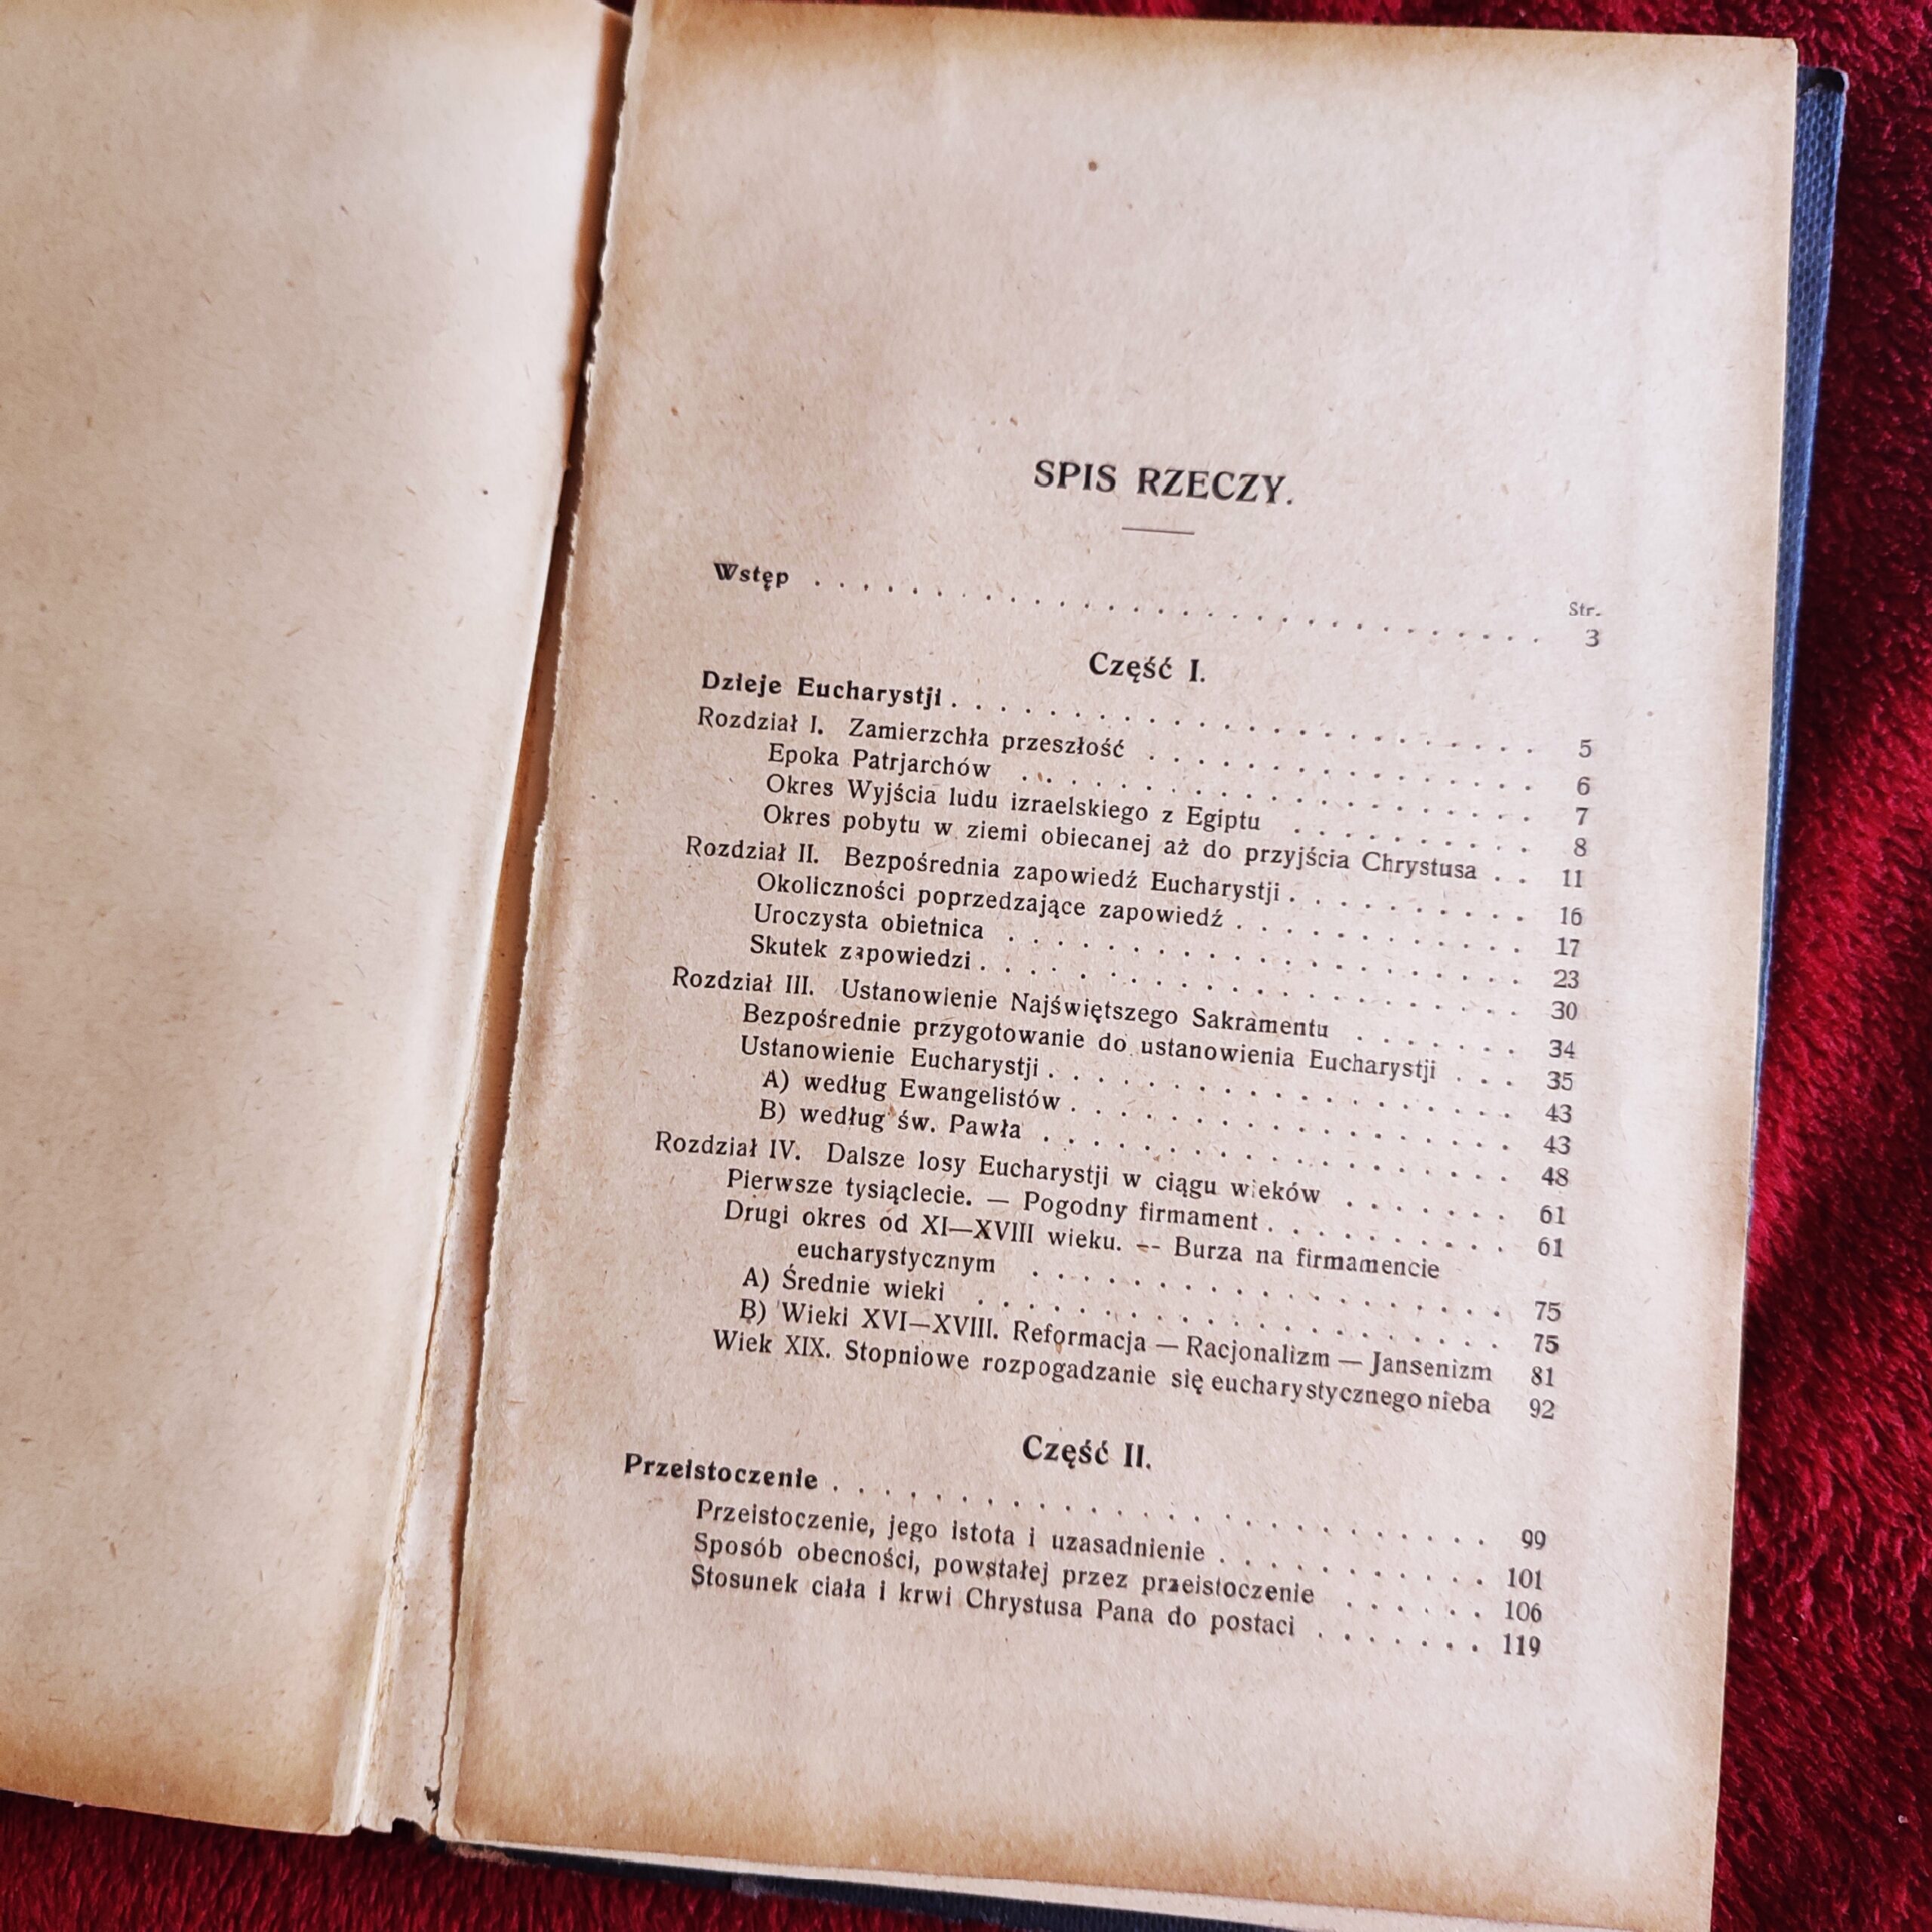 SPIS RZECZY.
Str.
Wstęp . . . . . . . . . . . . . . . . . . . . . . . . . . . . . . 3
Część I.
Dzieje Eucharystji . . . . . . . . . . . . . . . . . . . . . . . . 5
Rozdział I. Zamierzchła przeszłość . . . . . . . . . . . . . . . . 6
Epoka Patrjarchów . . . . . . . . . . . . . . . . . . . . . 7
Okres Wyjścia ludu izraelskiego z Egiptu . . . . . . . . . . 8
Okres pobytu w ziemi obiecanej aż do przyjścia Chrystusa . . 11
Rozdział II. Bezpośrednia zapowiedź Eucharystji . . . . . . . . . . 16
Okoliczności poprzedzające zapowiedź . . . . . . . . . . . . 17
Uroczysta obietnica . . . . . . . . . . . . . . . . . . . . . 23
Skutek zapowiedzi . . . . . . . . . . . . . . . . . . . . . . 30
Rozdział III. Ustanowienie Najświętszego Sakramentu . . . . . . . 34
Bezpośrednie przygotowanie do ustanowienia Eucharystji . . . 35
Ustanowienie Eucharystji . . . . . . . . . . . . . . . . . . . 43
A) według Ewangelistów . . . . . . . . . . . . . . . . . . 43
B) według św. Pawła . . . . . . . . . . . . . . . . . . . 48
Rozdział IV. Dalsze losy Eucharystji w ciągu wieków . . . . . . . 61
Pierwsze tysiąclecie. — Pogodny firmament . . . . . . . . . . 61
Drugi okres od XI—XVIII wieku. — Burza na firmamencie
eucharystycznym . . . . . . . . . . . . . . . . . . . 75
A) Średnie wieki . . . . . . . . . . . . . . . . . . . . . 75
B) Wieki XVI—XVIII. Reformacja — Racjonalizm — Jansenizm 81
Wiek XIX. Stopniowe rozpogadzanie się eucharystycznego nieba 92
Część II.
Przeistoczenie . . . . . . . . . . . . . . . . . . . . . . . . . . 99
Przeistoczenie, jego istota i uzasadnienie . . . . . . . . . . . 101
Sposób obecności, powstałej przez przeistoczenie . . . . . . 106
Stosunek ciała i krwi Chrystusa Pana do postaci . . . . . . . 119